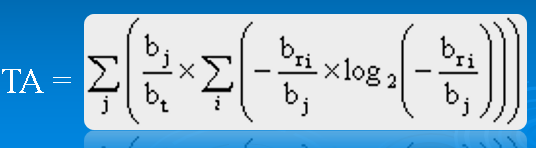 TA = ∑_j ( b_j / b_t × ∑_i ( − b_ri / b_j × log_2 ( − b_ri / b_j ) ) )